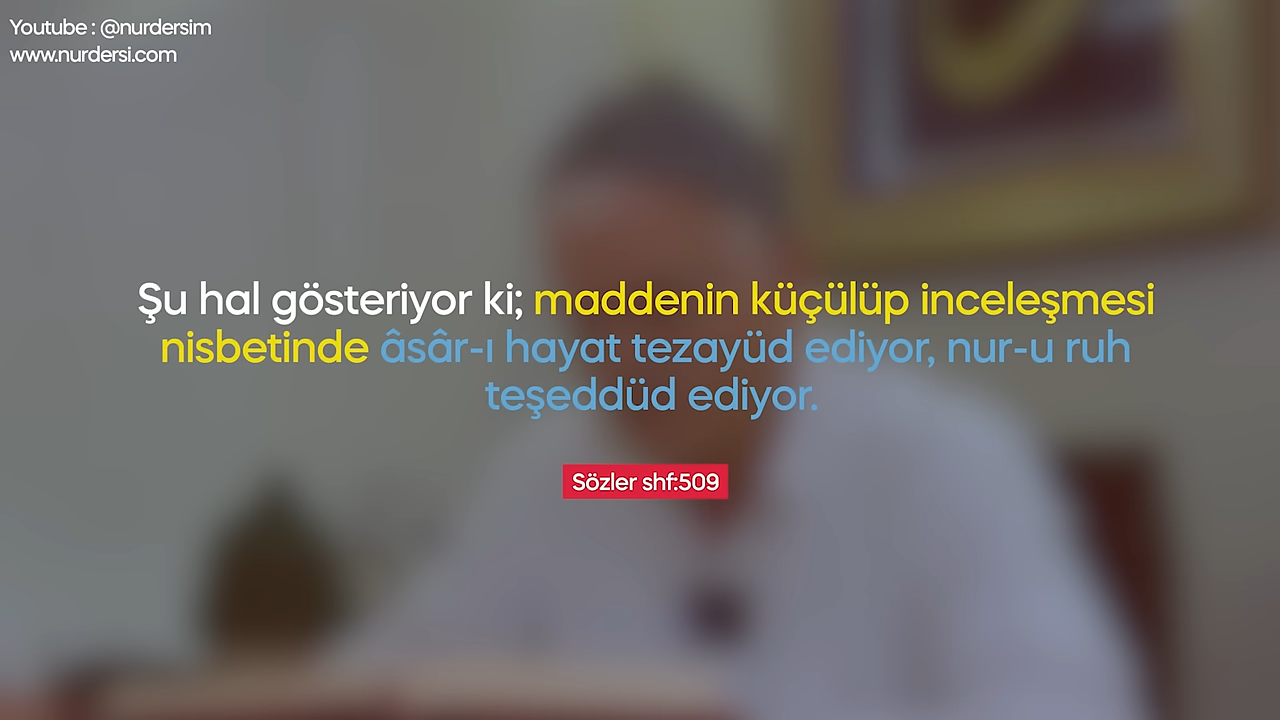 Youtube : @nurdersim
www.nurdersi.com
Şu hal gösteriyor ki; maddenin küçülüp inceleşmesi
nisbetinde âsâr-ı hayat tezayüd ediyor, nur-u ruh
teşeddüd ediyor.
Sözler shf:509